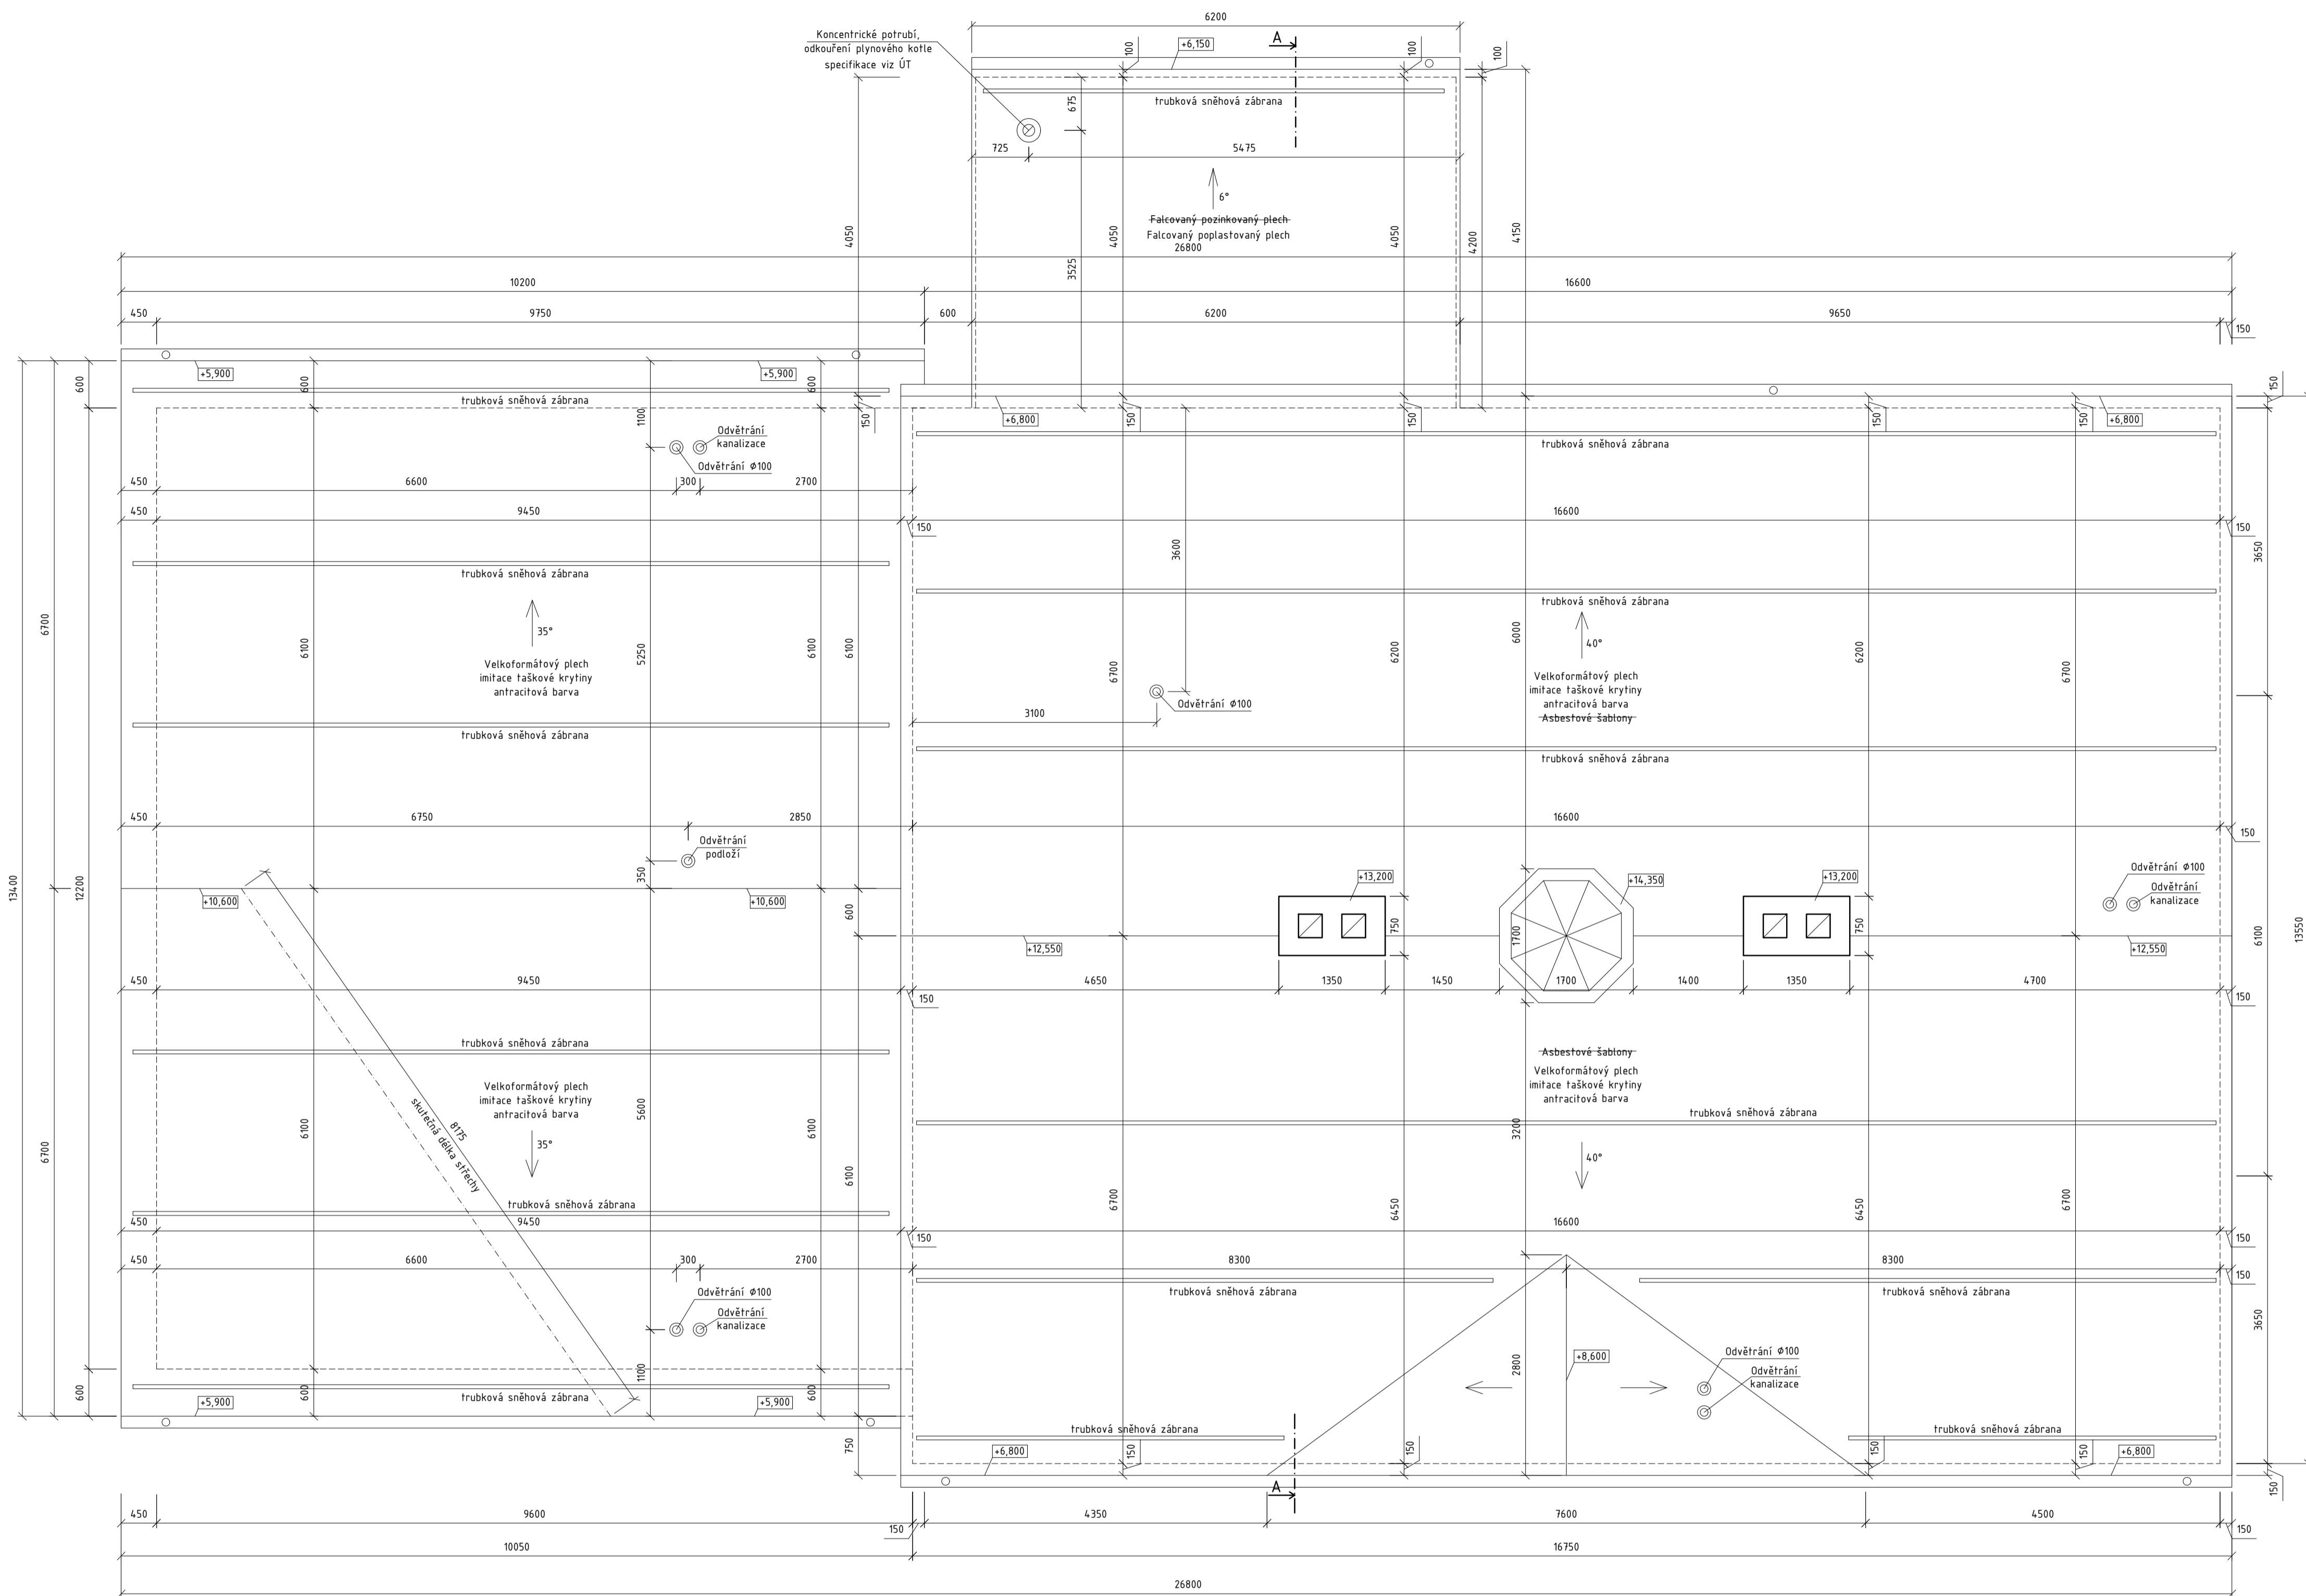 6200
Koncentrické potrubí,
odkouření plynového kotle
specifikace viz ÚT
100
+6,150
A
100
100
trubková sněhová zábrana
675
725
5475
6°
Falcovaný pozinkovaný plech
Falcovaný poplastovaný plech
26800
4050
4050
4050
4200
4150
3525
10200
16600
450
9750
600
6200
9650
150
+5,900
+5,900
600
600
600
trubková sněhová zábrana
1100
150
+6,800
150
150
150
150
+6,800
150
Odvětrání
kanalizace
Odvětrání Φ100
trubková sněhová zábrana
450
6600
300
2700
450
9450
150
16600
150
3600
3650
trubková sněhová zábrana
trubková sněhová zábrana
35°
40°
6700
6100
5250
6100
6100
6700
6200
6000
6200
6700
Velkoformátový plech
imitace taškové krytiny
antracitová barva
Velkoformátový plech
imitace taškové krytiny
antracitová barva
Asbestové šablony
Odvětrání Φ100
3100
trubková sněhová zábrana
trubková sněhová zábrana
450
6750
2850
16600
150
Odvětrání
podloží
350
13400
12200
+10,600
+10,600
600
+13,200
+14,350
+13,200
Odvětrání Φ100
Odvětrání
kanalizace
750
1700
750
+12,550
+12,550
6100
13550
450
9450
150
4650
1350
1450
1700
1400
1350
4700
150
trubková sněhová zábrana
Asbestové šablony
Velkoformátový plech
imitace taškové krytiny
antracitová barva
Velkoformátový plech
imitace taškové krytiny
antracitová barva
35°
40°
8175
skutečná délka střechy
trubková sněhová zábrana
6700
6100
5600
6100
6100
6700
6450
3200
6450
6700
trubková sněhová zábrana
450
9450
150
16600
150
450
6600
300
2700
8300
8300
150
Odvětrání Φ100
Odvětrání
kanalizace
trubková sněhová zábrana
trubková sněhová zábrana
3650
2800
+8,600
Odvětrání Φ100
Odvětrání
kanalizace
600
600
1100
600
trubková sněhová zábrana
+5,900
+5,900
trubková sněhová zábrana
trubková sněhová zábrana
750
+6,800
150
150
150
150
+6,800
150
A
450
9600
150
4350
7600
4500
150
10050
16750
26800